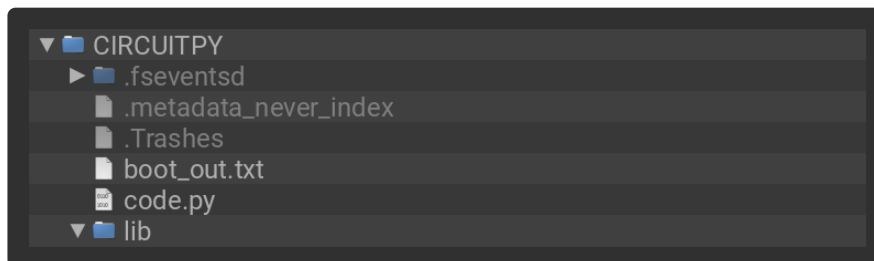 CIRCUITPY
.fseventsd
.metadata_never_index
.Trashes
boot_out.txt
code.py
lib